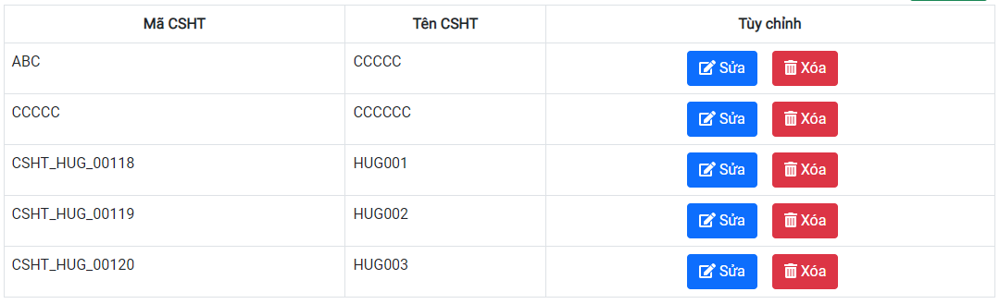 Mã CSHT Tên CSHT Tùy chỉnh
ABC CCCCC Sửa Xóa
CCCCC CCCCCC Sửa Xóa
CSHT_HUG_00118 HUG001 Sửa Xóa
CSHT_HUG_00119 HUG002 Sửa Xóa
CSHT_HUG_00120 HUG003 Sửa Xóa